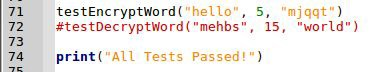 71 testEncryptWord("hello", 5, "mjqqt")
72 #testDecryptWord("mehbs", 15, "world")
73
74 print("All Tests Passed!")